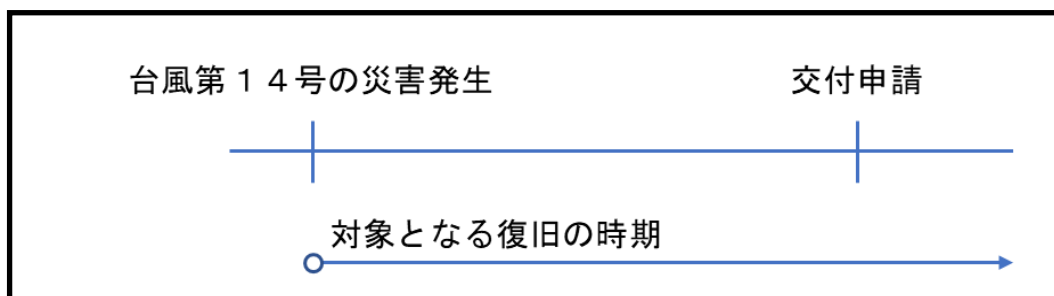 台風第１４号の災害発生
交付申請
対象となる復旧の時期